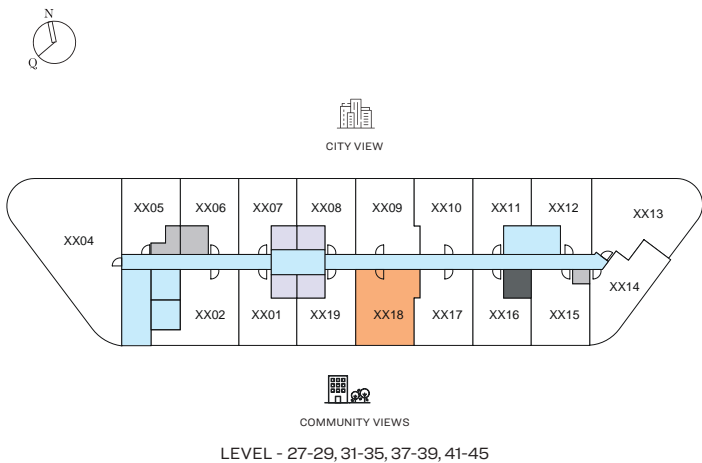 N
Q
CITY VIEW
XX05 XX06 XX07 XX08 XX09 XX10 XX11 XX12
XX04 XX13
XX14
XX02 XX01 XX19 XX18 XX17 XX16 XX15
COMMUNITY VIEWS
LEVEL - 27-29, 31-35, 37-39, 41-45